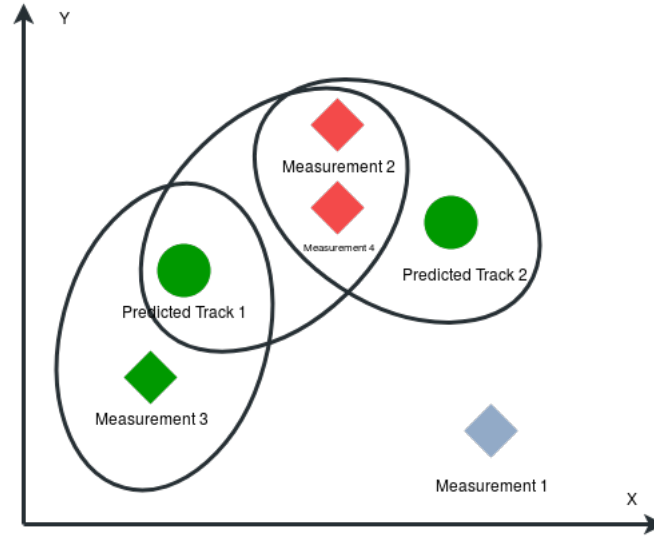 Y
Measurement 2
Measurement 4
Predicted Track 2
Predicted Track 1
Measurement 3
Measurement 1
X